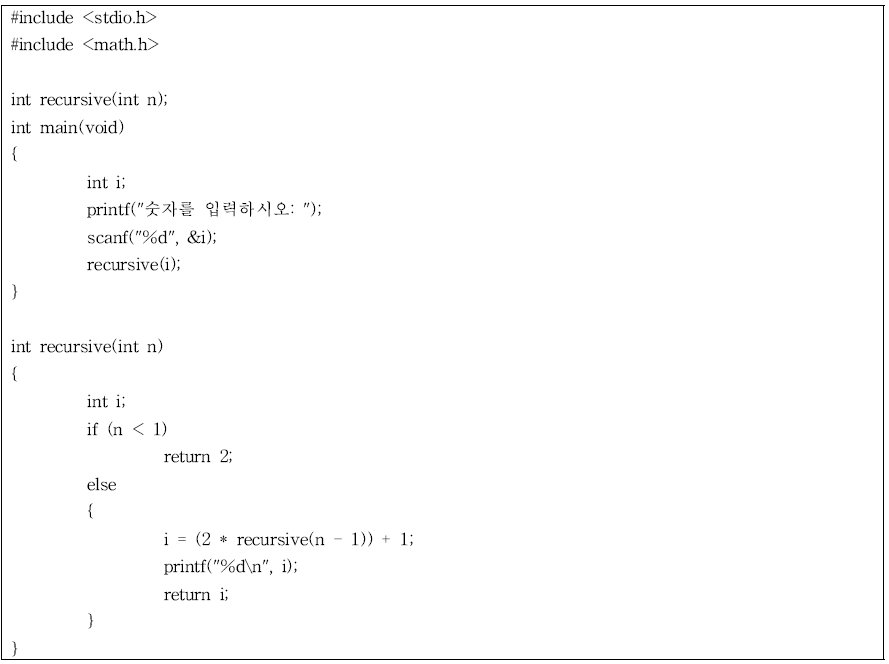 #include <stdio.h>
#include <math.h>
int recursive(int n);
int main(void)
{
int i;
printf("숫자를 입력하시오: ");
scanf("%d", &i);
recursive(i);
}
int recursive(int n)
{
int i;
if (n < 1)
return 2;
else
{
i = (2 * recursive(n - 1)) + 1;
printf("%d\n", i);
return i;
}
}